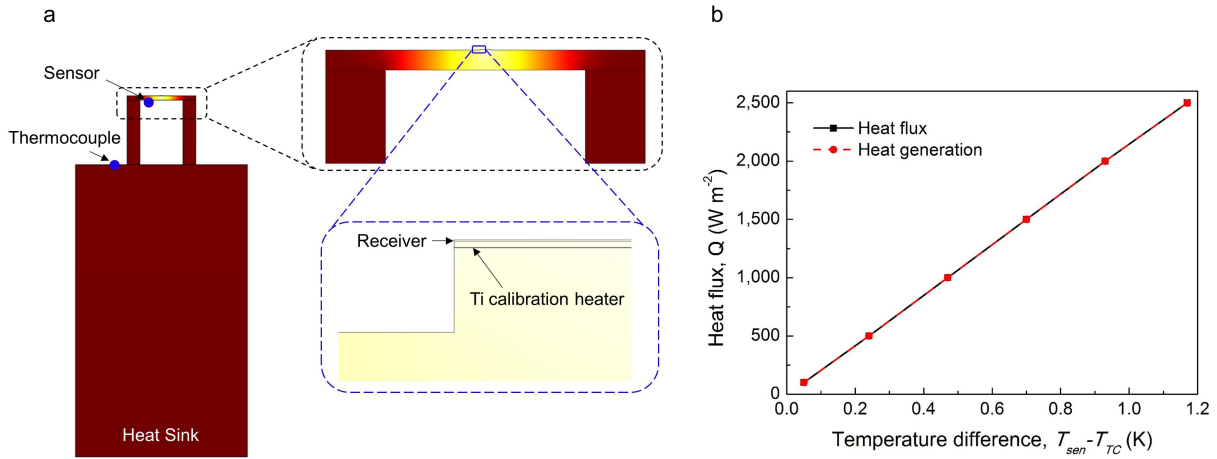 a
Sensor
Thermocouple
Heat Sink
Receiver
Ti calibration heater
b
Heat flux
Heat generation
2,500
2,000
1,500
1,000
500
0
0.0 0.2 0.4 0.6 0.8 1.0 1.2
Heat flux, Q (W m⁻²)
Temperature difference, T_sen-T_TC (K)